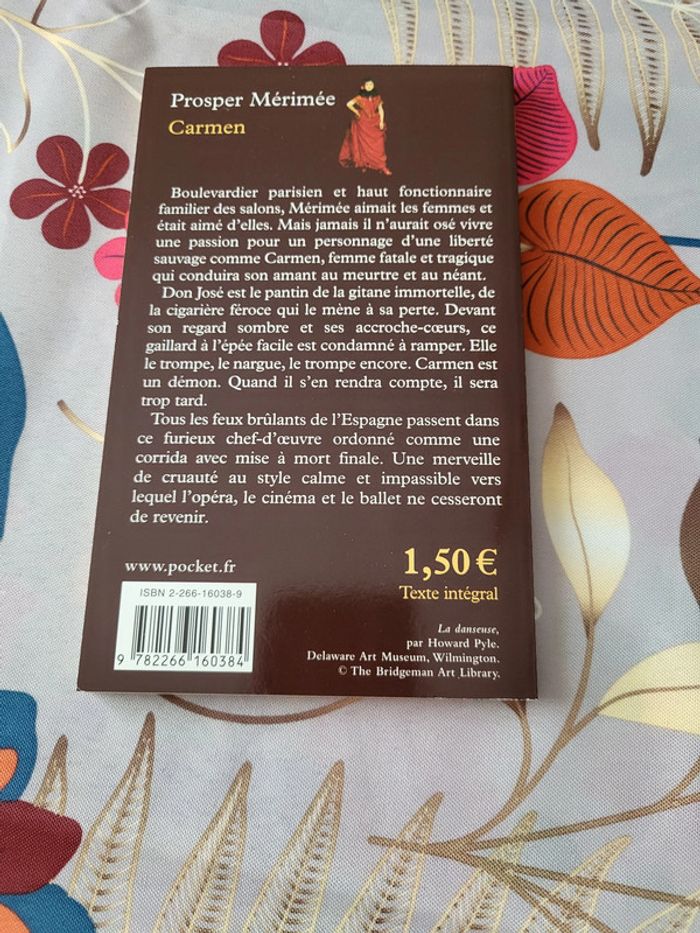 Prosper Mérimée
Carmen
Boulevardier parisien et haut fonctionnaire
familier des salons, Mérimée aimait les femmes et
était aimé d'elles. Mais jamais il n'aurait osé vivre
une passion pour un personnage d'une liberté
sauvage comme Carmen, femme fatale et tragique
qui conduira son amant au meurtre et au néant.
Don José est le pantin de la gitane immortelle, de
la cigarière féroce qui le mène à sa perte. Devant
son regard sombre et ses accroche-cœurs, ce
gaillard à l'épée facile est condamné à ramper. Elle
le trompe, le nargue, le trompe encore. Carmen est
un démon. Quand il s'en rendra compte, il sera
trop tard.
Tous les feux brûlants de l'Espagne passent dans
ce furieux chef-d'œuvre ordonné comme une
corrida avec mise à mort finale. Une merveille
de cruauté au style calme et impassible vers
lequel l'opéra, le cinéma et le ballet ne cesseront
de revenir.
www.pocket.fr
1,50 €
Texte intégral
ISBN 2-266-16038-9
9 782266 160384
La danseuse,
par Howard Pyle.
Delaware Art Museum, Wilmington.
© The Bridgeman Art Library.